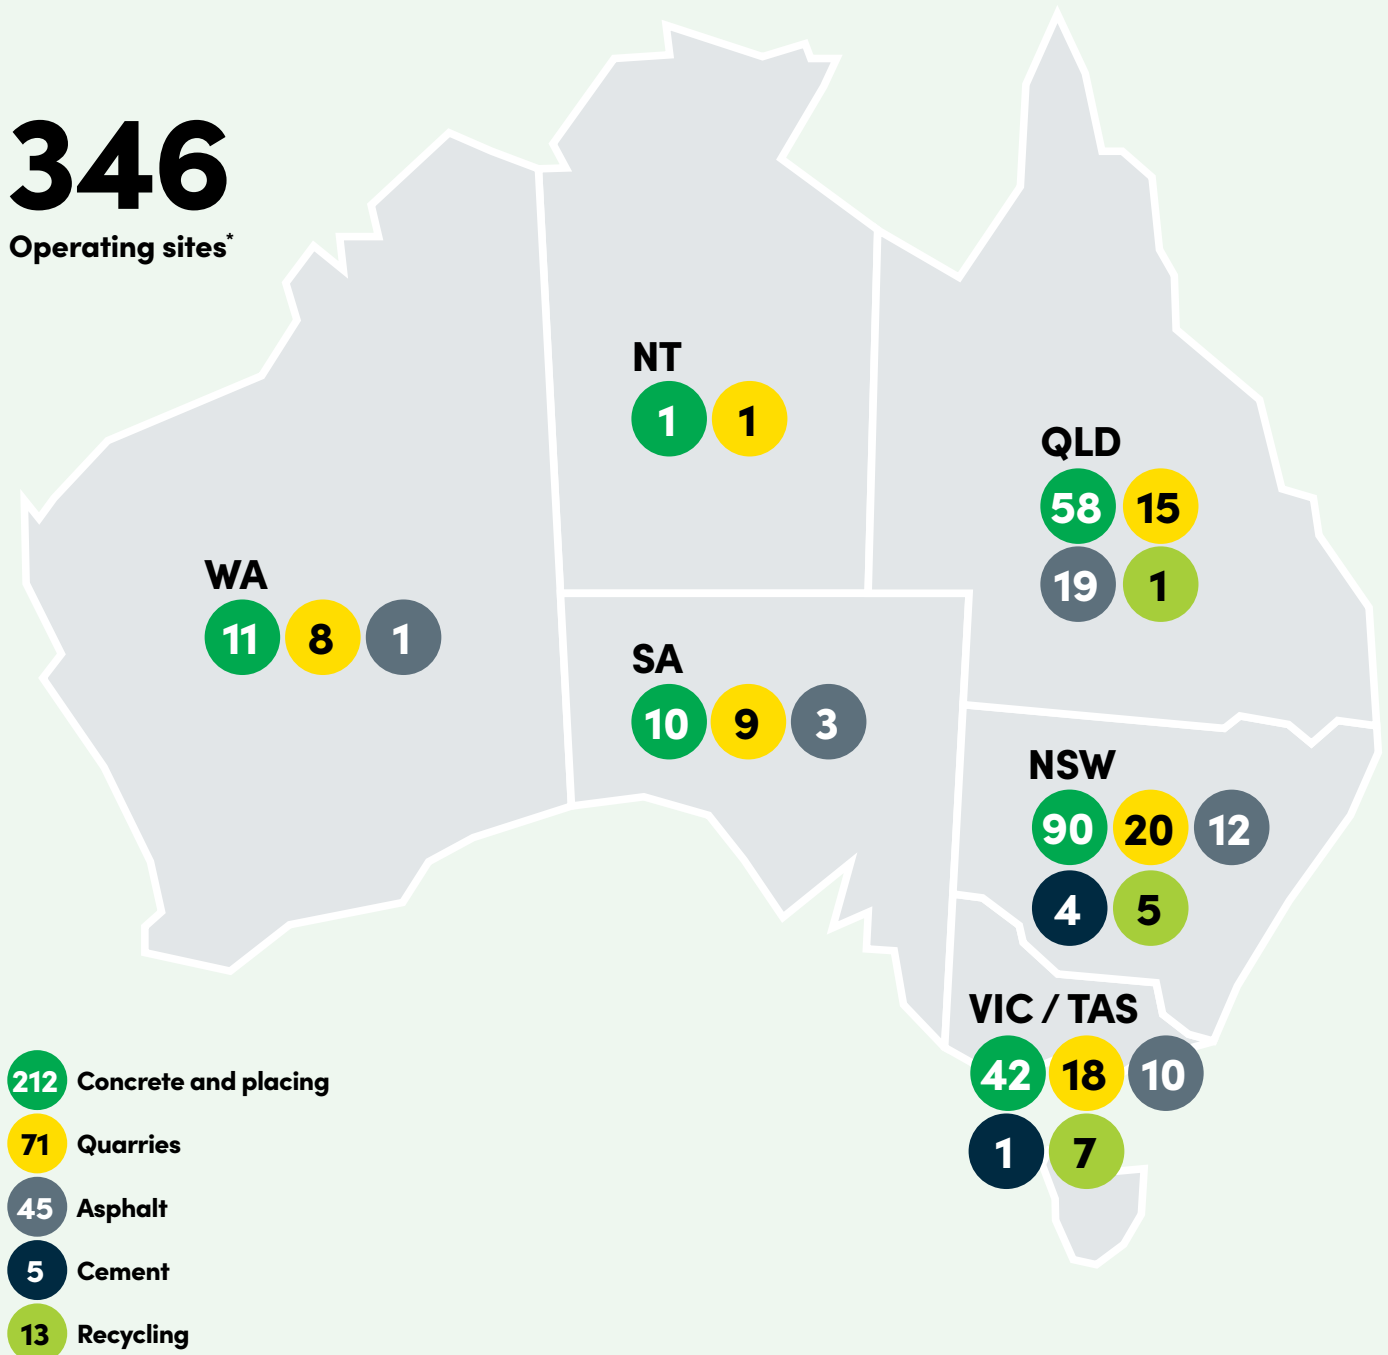 346
Operating sites*
NT
1 1
QLD
58 15
19 1
WA
11 8 1
SA
10 9 3
NSW
90 20 12
4 5
VIC / TAS
42 18 10
1 7
212 Concrete and placing
71 Quarries
45 Asphalt
5 Cement
13 Recycling